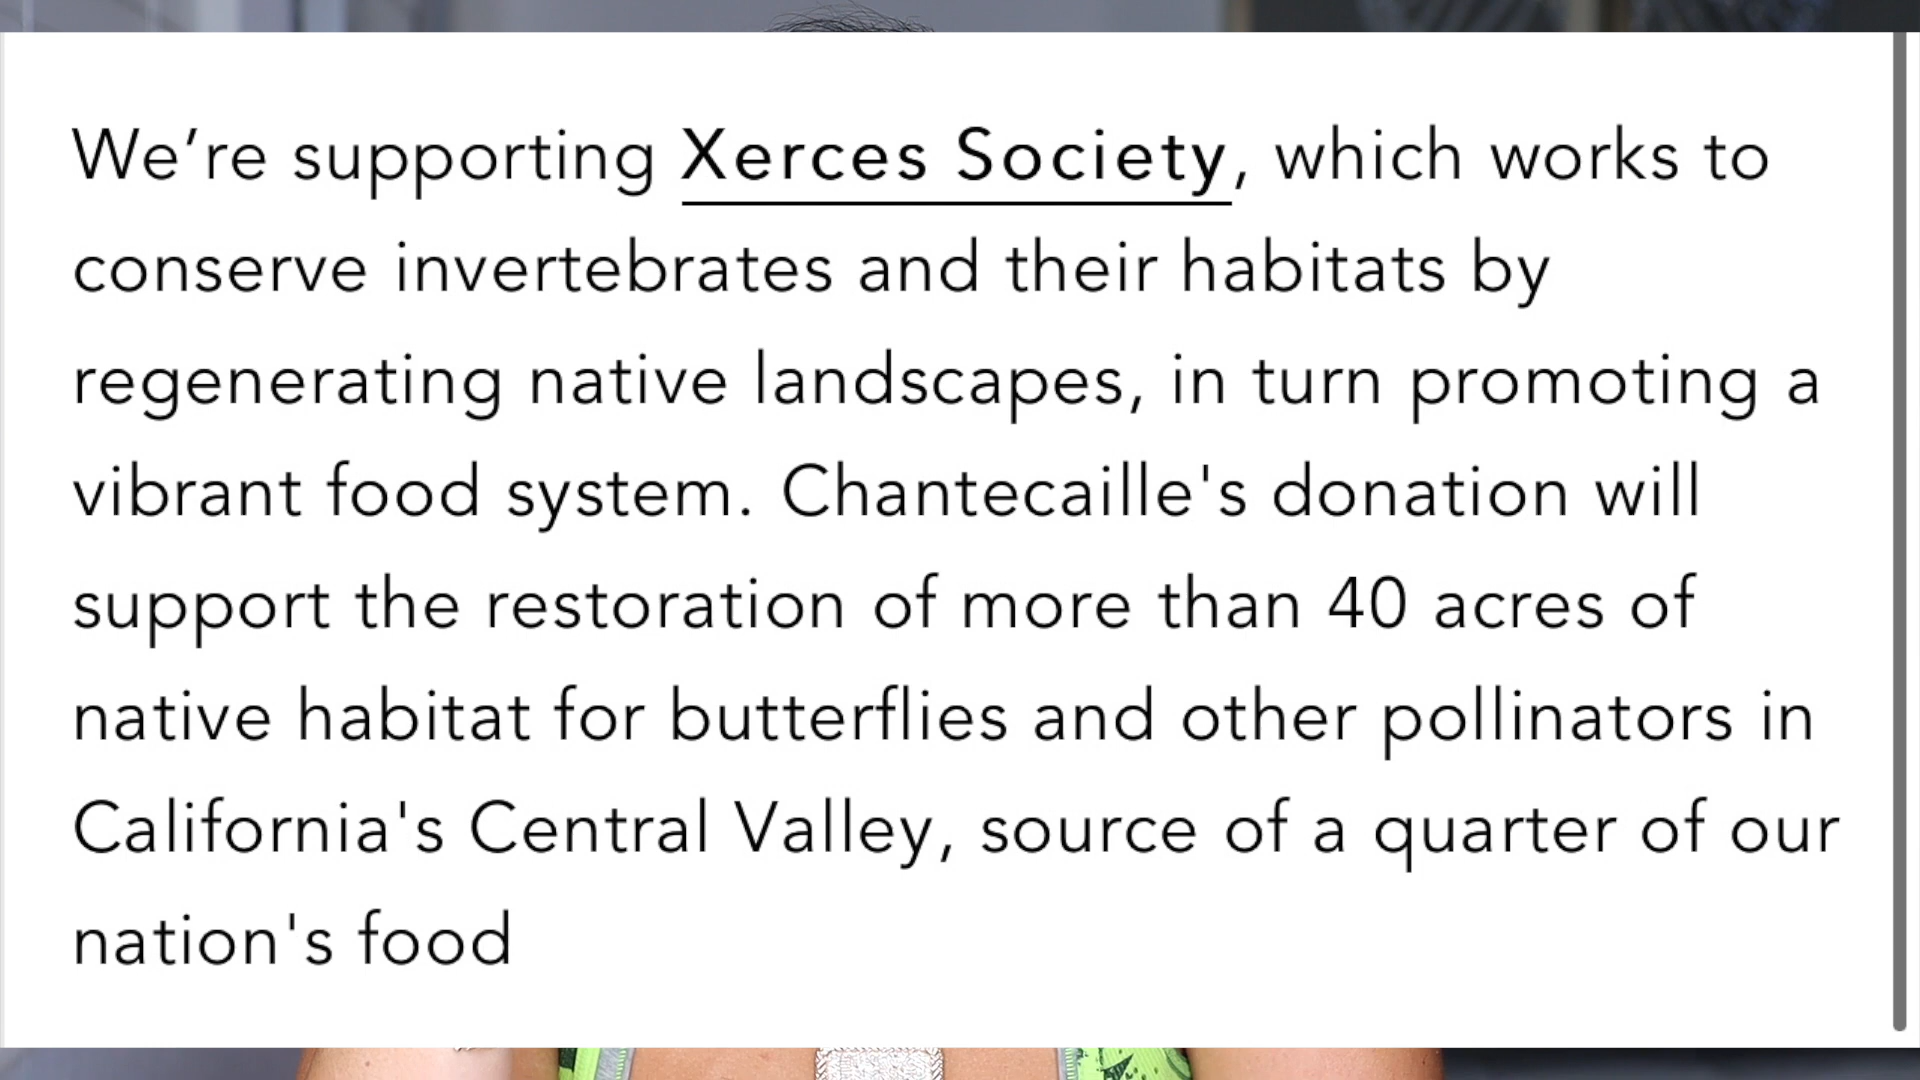 We’re supporting Xerces Society, which works to
conserve invertebrates and their habitats by
regenerating native landscapes, in turn promoting a
vibrant food system. Chantecaille's donation will
support the restoration of more than 40 acres of
native habitat for butterflies and other pollinators in
California's Central Valley, source of a quarter of our
nation's food